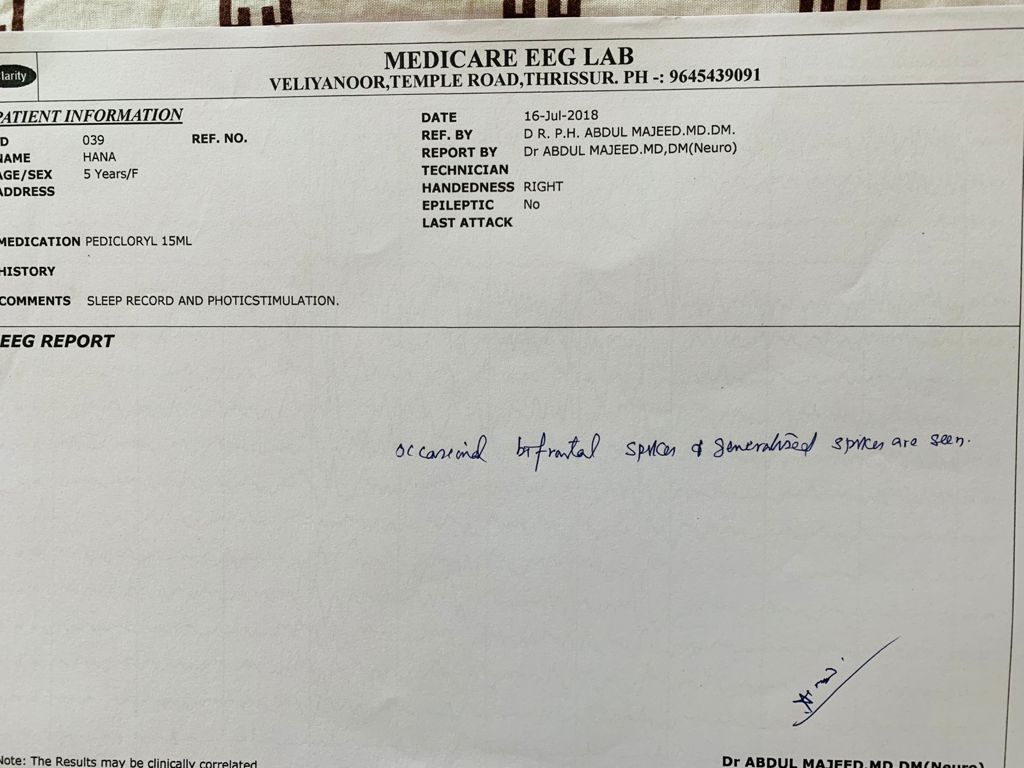 larity
MEDICARE EEG LAB
VELIYANOOR,TEMPLE ROAD,THRISSUR. PH -: 9645439091
PATIENT INFORMATION
D 039 REF. NO.
NAME HANA
AGE/SEX 5 Years/F
ADDRESS
DATE 16-Jul-2018
REF. BY D R. P.H. ABDUL MAJEED.MD.DM.
REPORT BY Dr ABDUL MAJEED.MD,DM(Neuro)
TECHNICIAN
HANDEDNESS RIGHT
EPILEPTIC No
LAST ATTACK
MEDICATION PEDICLORYL 15ML
HISTORY
COMMENTS SLEEP RECORD AND PHOTICSTIMULATION.
EEG REPORT
occasional bifrontal spikes & generalised spikes are seen.
Note: The Results may be clinically correlated
Dr ABDUL MAJEED.MD,DM(Neuro)